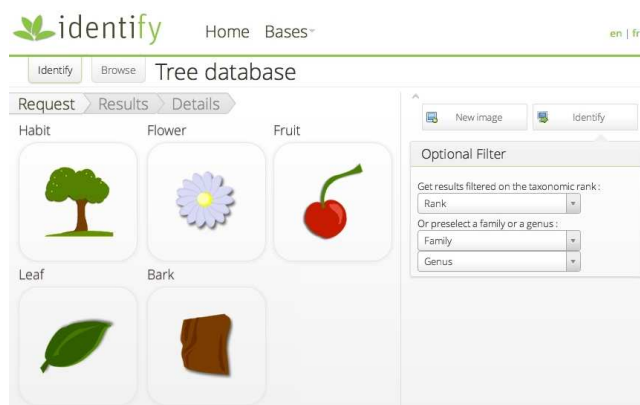 identify
Home Bases
en | fr
Identify Browse Tree database
Request Results Details
Habit Flower Fruit
Leaf Bark
New image Identify
Optional Filter
Get results filtered on the taxonomic rank :
Rank
Or preselect a family or a genus :
Family
Genus